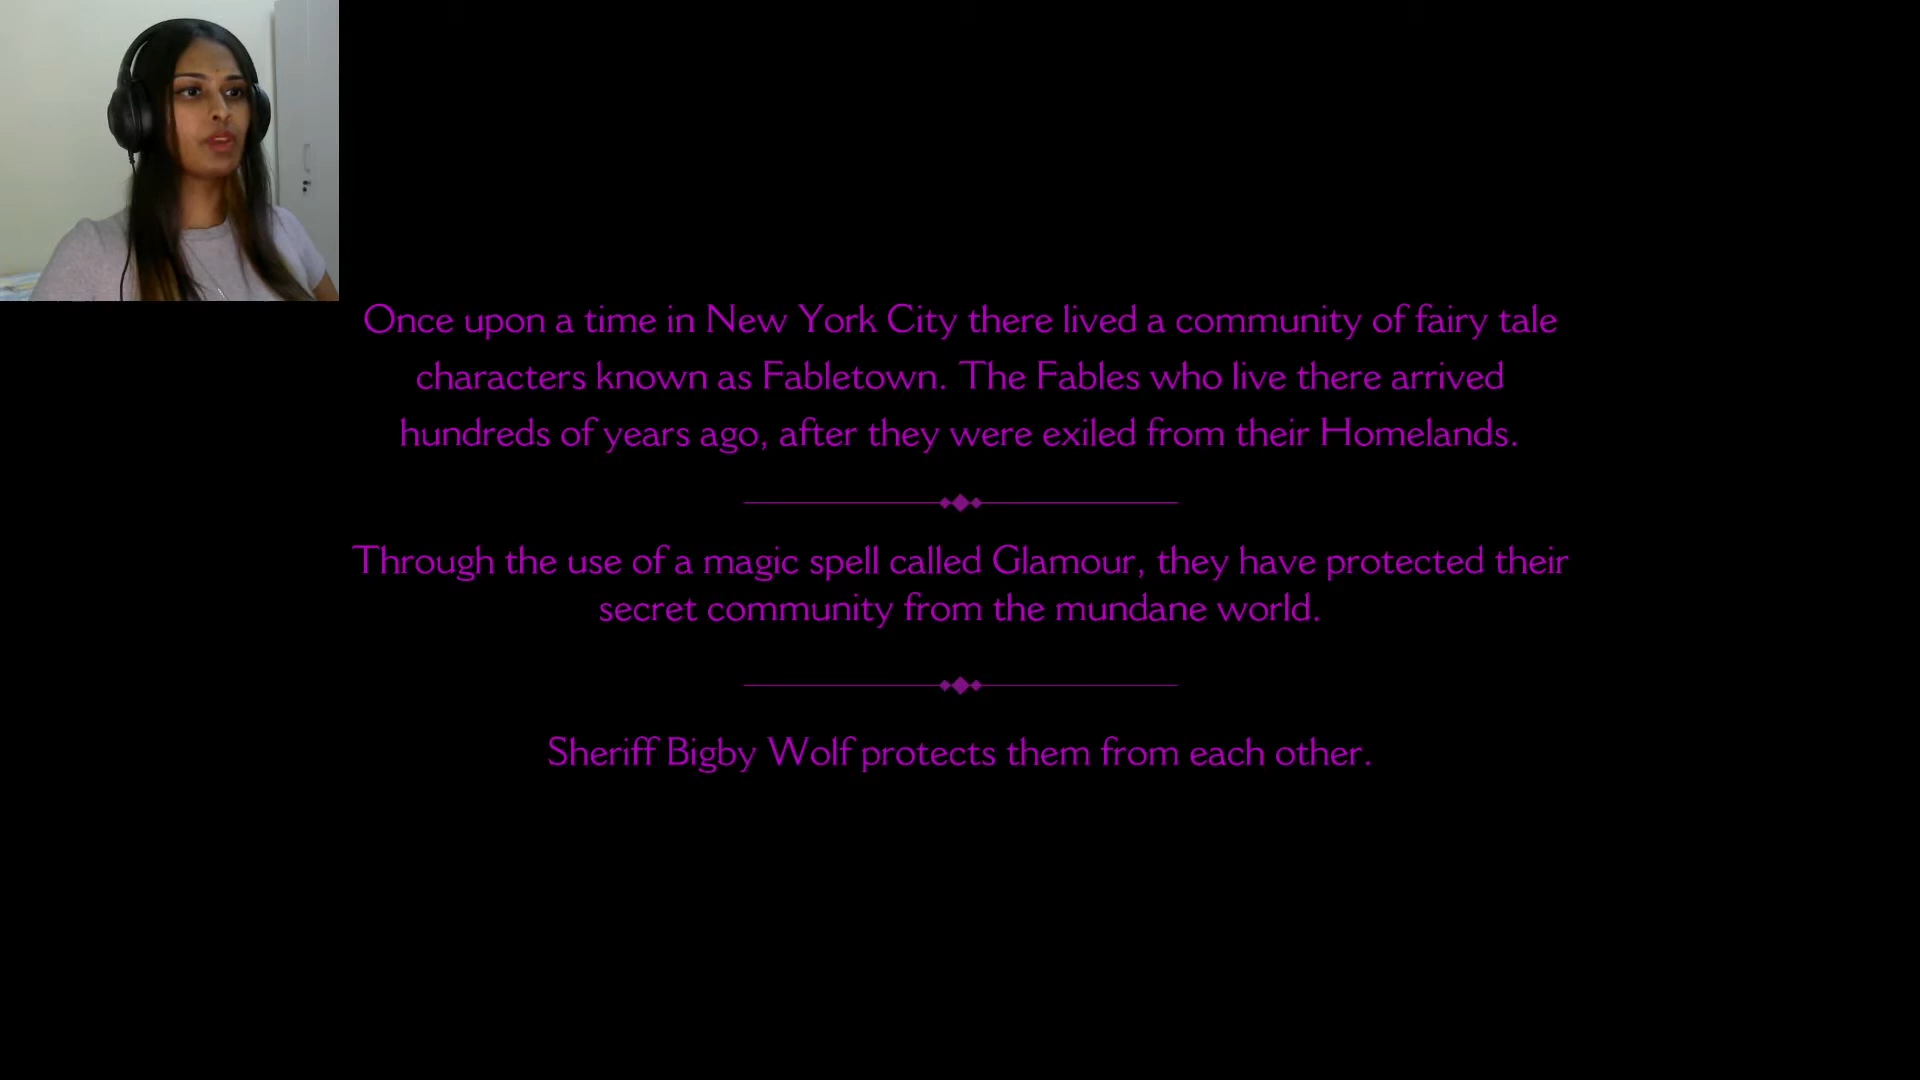 Once upon a time in New York City there lived a community of fairy tale
characters known as Fabletown. The Fables who live there arrived
hundreds of years ago, after they were exiled from their Homelands.
Through the use of a magic spell called Glamour, they have protected their
secret community from the mundane world.
Sheriff Bigby Wolf protects them from each other.